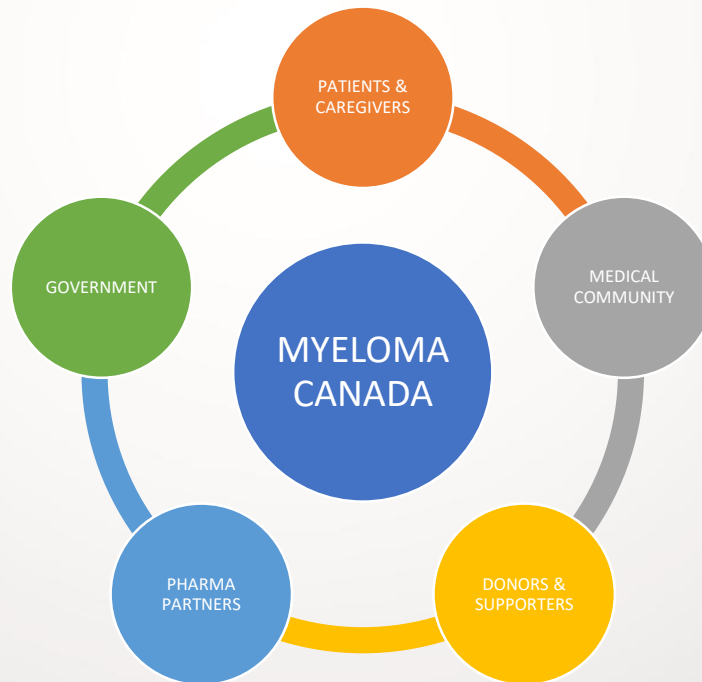 PATIENTS &
CAREGIVERS
MEDICAL
COMMUNITY
DONORS &
SUPPORTERS
PHARMA
PARTNERS
GOVERNMENT
MYELOMA
CANADA